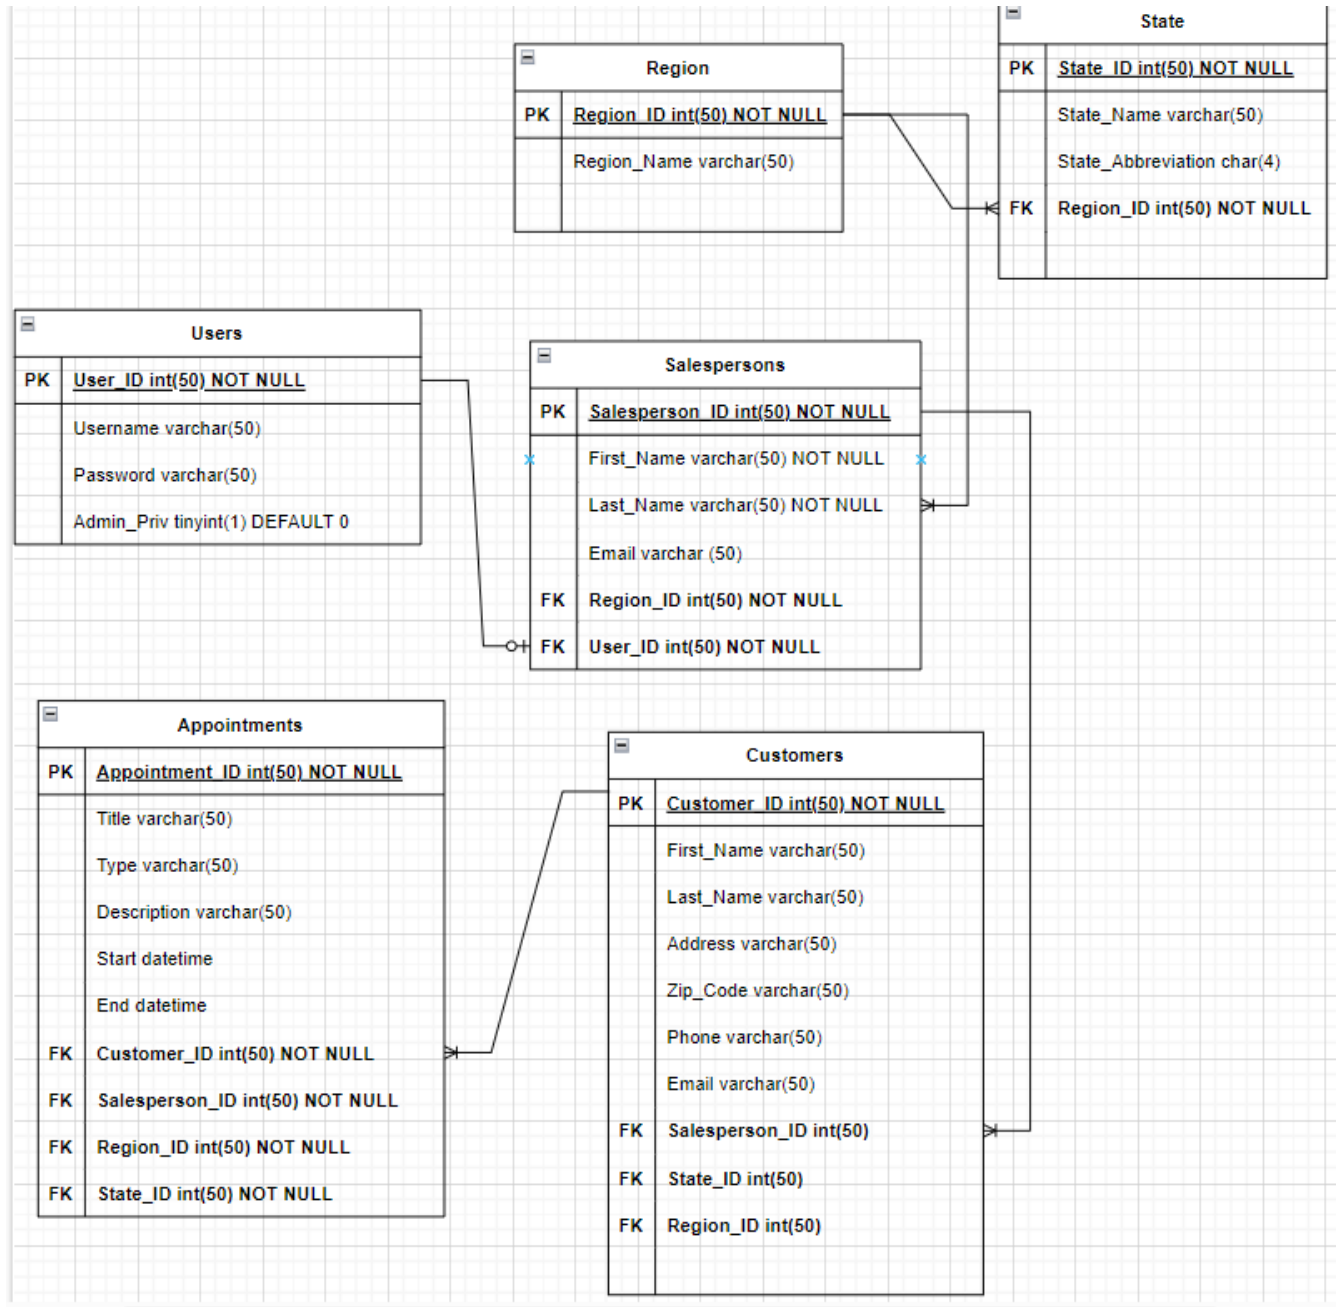 State
PK State_ID int(50) NOT NULL
State_Name varchar(50)
State_Abbreviation char(4)
FK Region_ID int(50) NOT NULL
Region
PK Region_ID int(50) NOT NULL
Region_Name varchar(50)
Users
PK User_ID int(50) NOT NULL
Username varchar(50)
Password varchar(50)
Admin_Priv tinyint(1) DEFAULT 0
Salespersons
PK Salesperson_ID int(50) NOT NULL
First_Name varchar(50) NOT NULL
Last_Name varchar(50) NOT NULL
Email varchar (50)
FK Region_ID int(50) NOT NULL
FK User_ID int(50) NOT NULL
Appointments
PK Appointment_ID int(50) NOT NULL
Title varchar(50)
Type varchar(50)
Description varchar(50)
Start datetime
End datetime
FK Customer_ID int(50) NOT NULL
FK Salesperson_ID int(50) NOT NULL
FK Region_ID int(50) NOT NULL
FK State_ID int(50) NOT NULL
Customers
PK Customer_ID int(50) NOT NULL
First_Name varchar(50)
Last_Name varchar(50)
Address varchar(50)
Zip_Code varchar(50)
Phone varchar(50)
Email varchar(50)
FK Salesperson_ID int(50)
FK State_ID int(50)
FK Region_ID int(50)